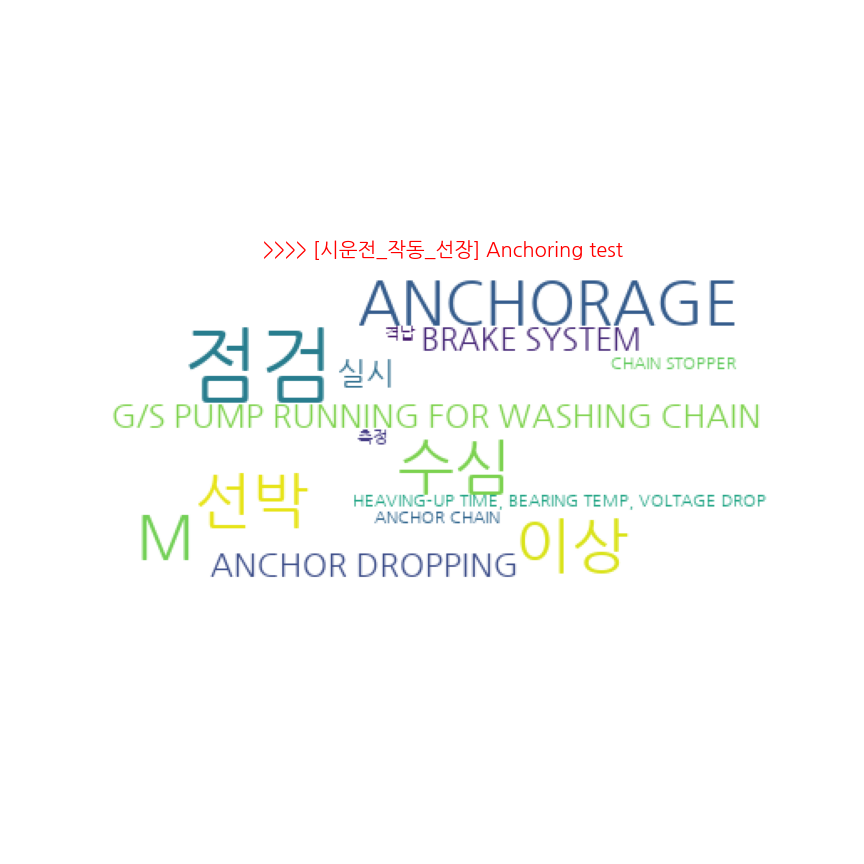 >>>> [시운전_작동_선장] Anchoring test
ANCHORAGE
격납 BRAKE SYSTEM
점검 실시
CHAIN STOPPER
G/S PUMP RUNNING FOR WASHING CHAIN
측정
수심
선박
HEAVING-UP TIME, BEARING TEMP, VOLTAGE DROP
ANCHOR CHAIN
M
이상
ANCHOR DROPPING